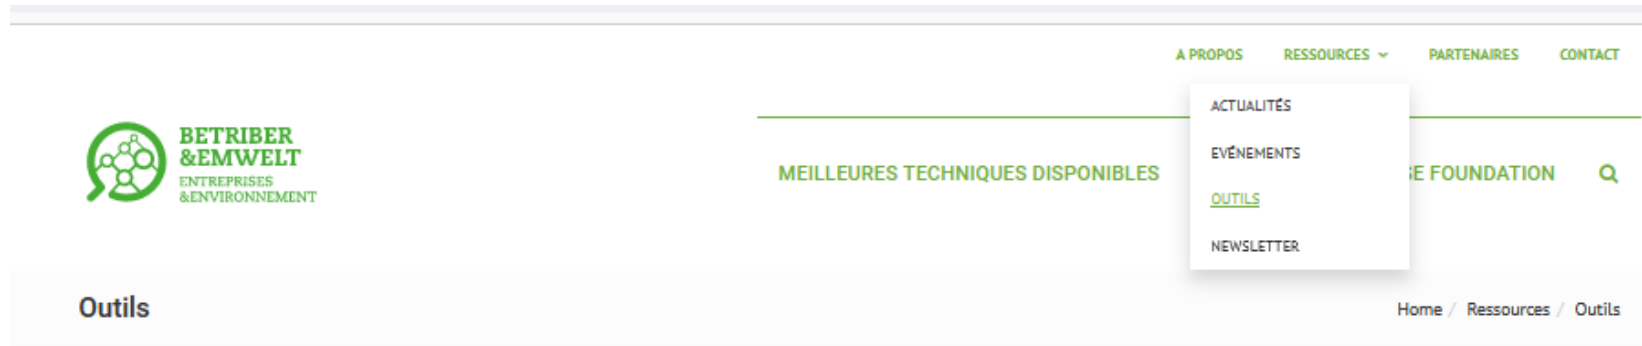 A PROPOS RESSOURCES PARTENAIRES CONTACT
ACTUALITÉS
EVÉNEMENTS
OUTILS
NEWSLETTER
BETRIBER
&EMWELT
ENTREPRISES
&ENVIRONNEMENT
MEILLEURES TECHNIQUES DISPONIBLES
FOUNDATION
Outils
Home / Ressources / Outils